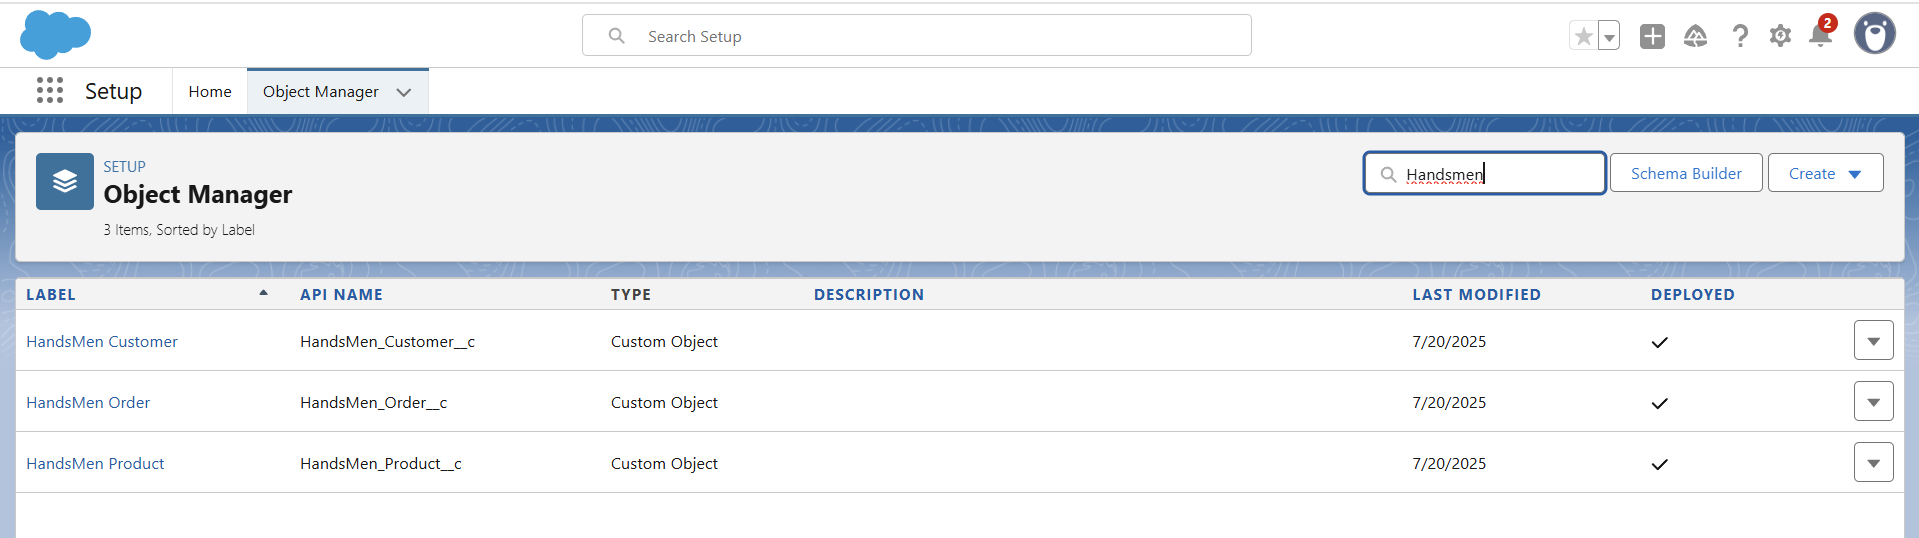 Search Setup
2
Setup
Home
Object Manager
SETUP
Object Manager
3 Items, Sorted by Label
Handsmen
Schema Builder
Create
LABEL API NAME TYPE DESCRIPTION LAST MODIFIED DEPLOYED
HandsMen Customer HandsMen_Customer__c Custom Object 7/20/2025
HandsMen Order HandsMen_Order__c Custom Object 7/20/2025
HandsMen Product HandsMen_Product__c Custom Object 7/20/2025